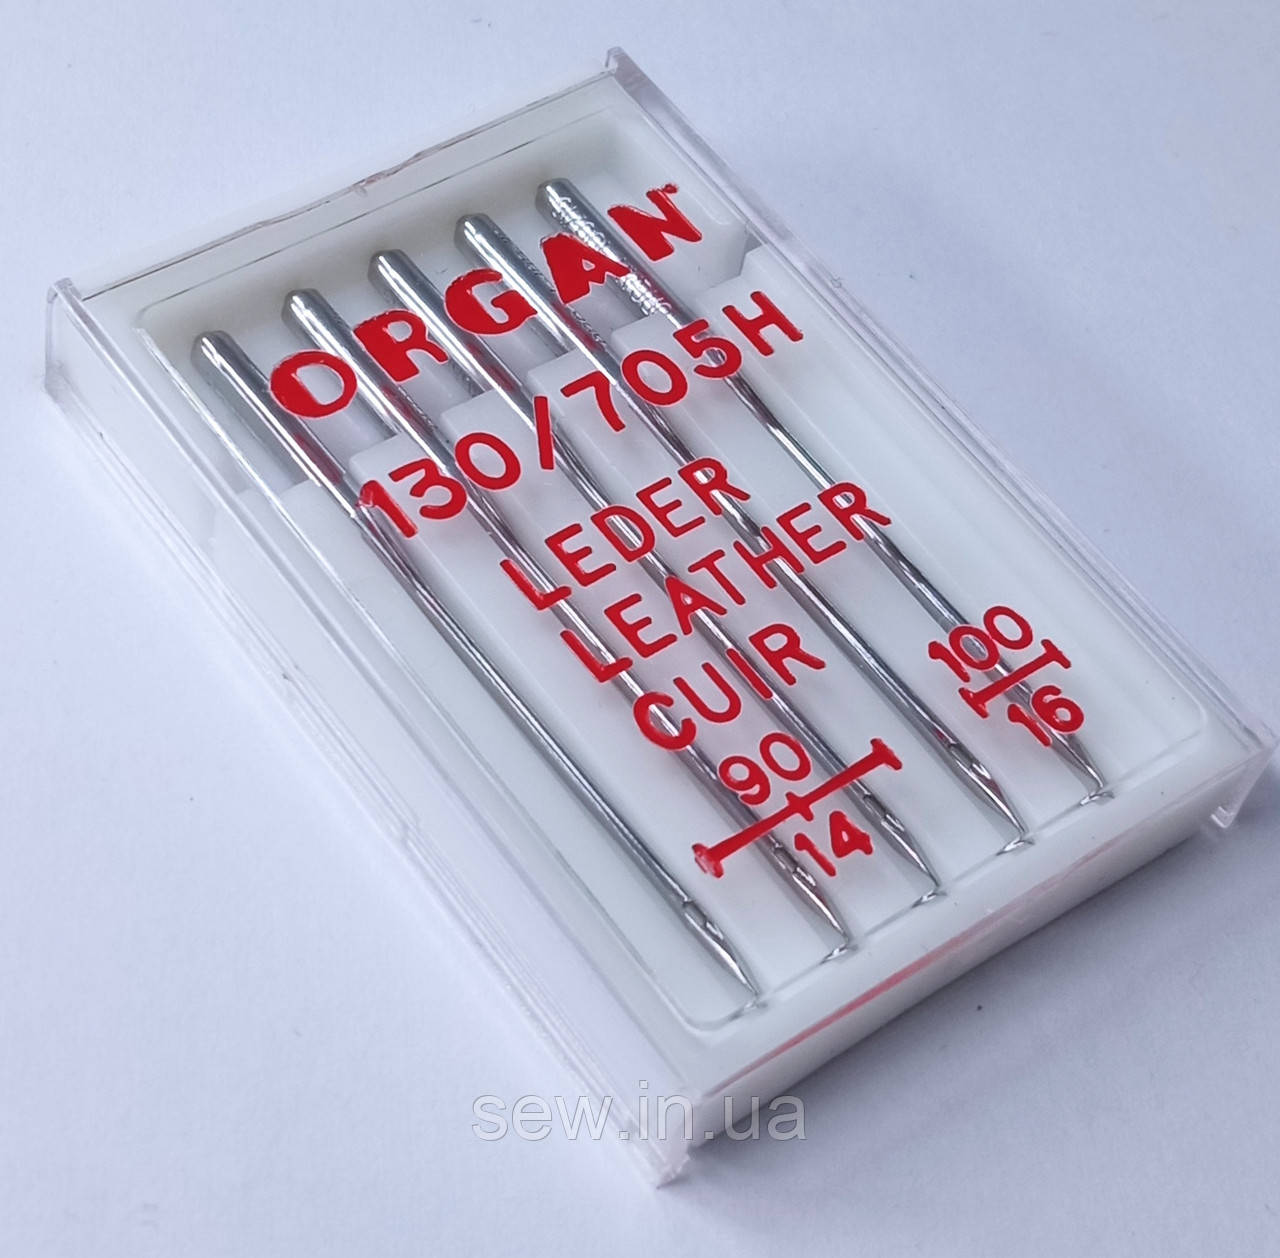 ORGAN
130/705H
LEDER
LEATHER
CUIR
90
14
100
16
sew.in.ua